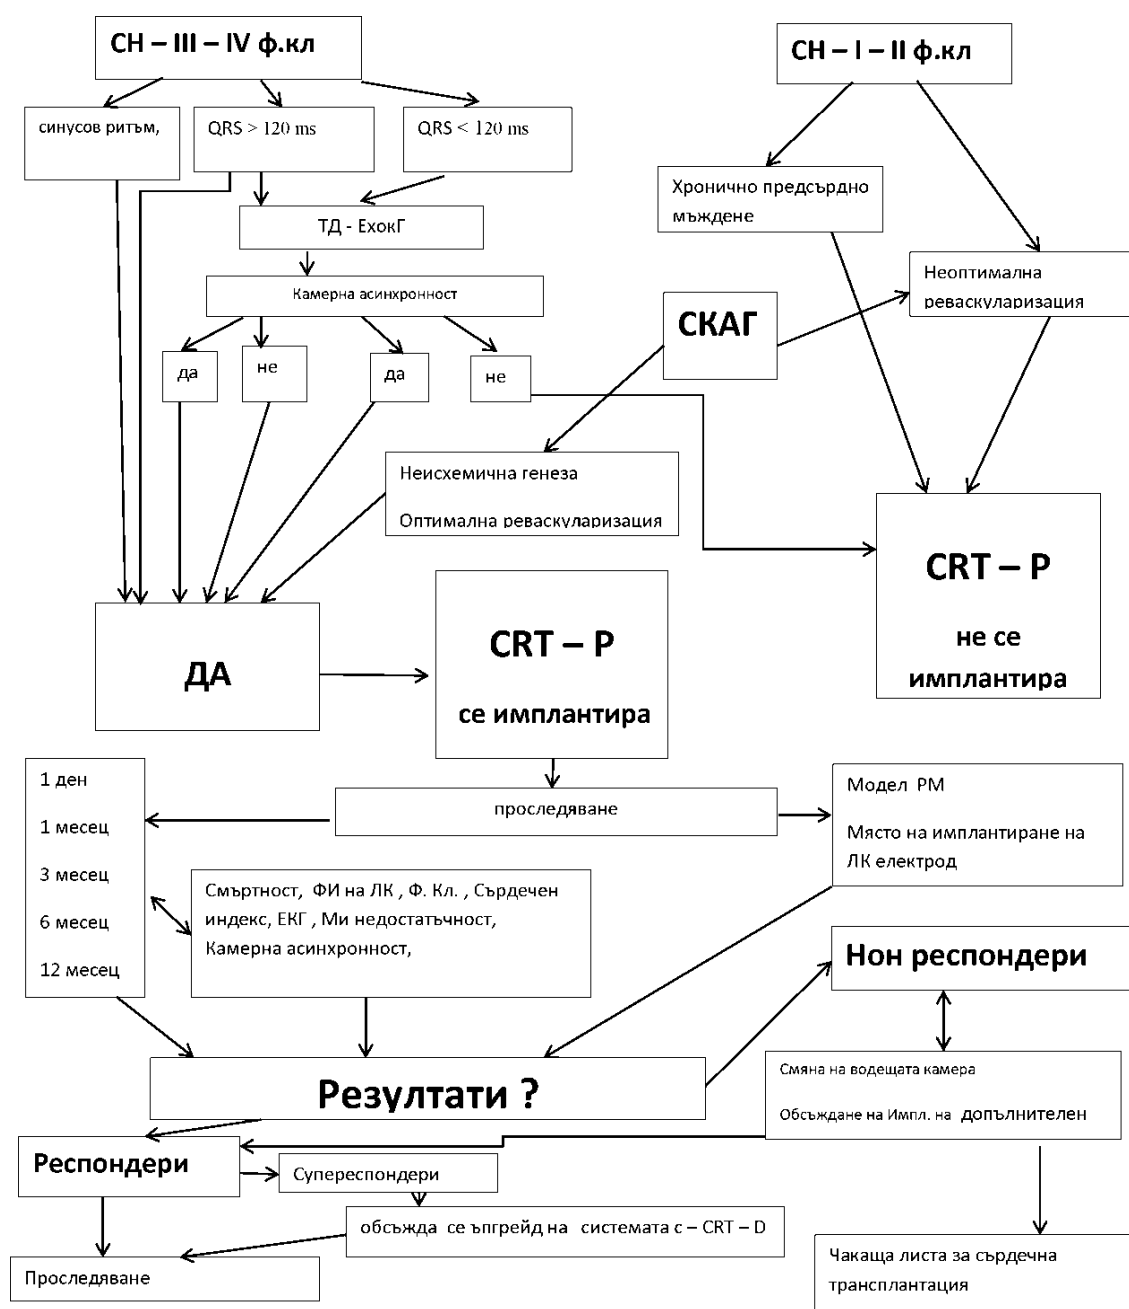 СН – III – IV ф.кл
СН – I – II ф.кл
синусов ритъм,
QRS > 120 ms
QRS < 120 ms
Хронично предсърдно
мъждене
ТД - ЕхокГ
Неоптимална
реваскуларизация
Камерна асинхронност
СКАГ
да
не
да
не
Неисхемична генеза
Оптимална реваскуларизация
CRT – P
не се
имплантира
ДА
CRT – P
се имплантира
1 ден
1 месец
3 месец
6 месец
12 месец
проследяване
Модел РМ
Място на имплантиране на
ЛК електрод
Смъртност, ФИ на ЛК , Ф. Кл. , Сърдечен
индекс, ЕКГ , Ми недостатъчност,
Камерна асинхронност,
Нон респондери
Смяна на водещата камера
Обсъждане на Импл. на допълнителен
Резултати ?
Респондери
Супереспондери
обсъжда се ъпгрейд на системата с – CRT – D
Проследяване
Чакаща листа за сърдечна
трансплантация